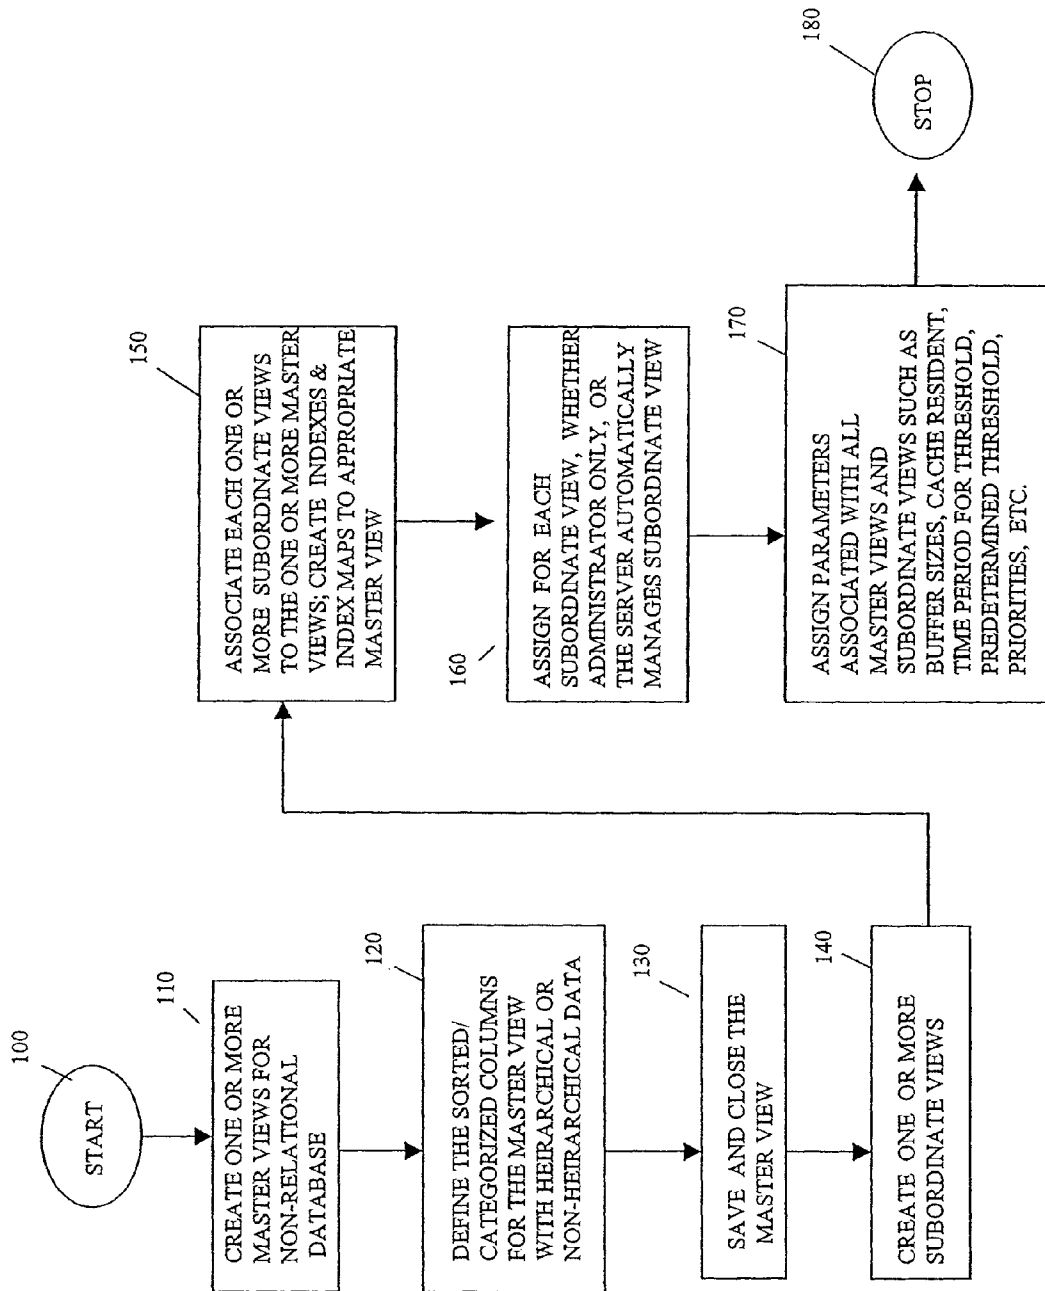 100
START
110
CREATE ONE OR MORE
MASTER VIEWS FOR
NON-RELATIONAL
DATABASE
120
DEFINE THE SORTED/
CATEGORIZED COLUMNS
FOR THE MASTER VIEW
WITH HEIRARCHICAL OR
NON-HEIRARCHICAL DATA
130
SAVE AND CLOSE THE
MASTER VIEW
140
CREATE ONE OR MORE
SUBORDINATE VIEWS
150
ASSOCIATE EACH ONE OR
MORE SUBORDINATE VIEWS
TO THE ONE OR MORE MASTER
VIEWS; CREATE INDEXES &
INDEX MAPS TO APPROPRIATE
MASTER VIEW
160
ASSIGN FOR EACH
SUBORDINATE VIEW, WHETHER
ADMINISTRATOR ONLY, OR
THE SERVER AUTOMATICALLY
MANAGES SUBORDINATE VIEW
170
ASSIGN PARAMETERS
ASSOCIATED WITH ALL
MASTER VIEWS AND
SUBORDINATE VIEWS SUCH AS
BUFFER SIZES, CACHE RESIDENT,
TIME PERIOD FOR THRESHOLD,
PREDETERMINED THRESHOLD,
PRIORITIES, ETC.
180
STOP